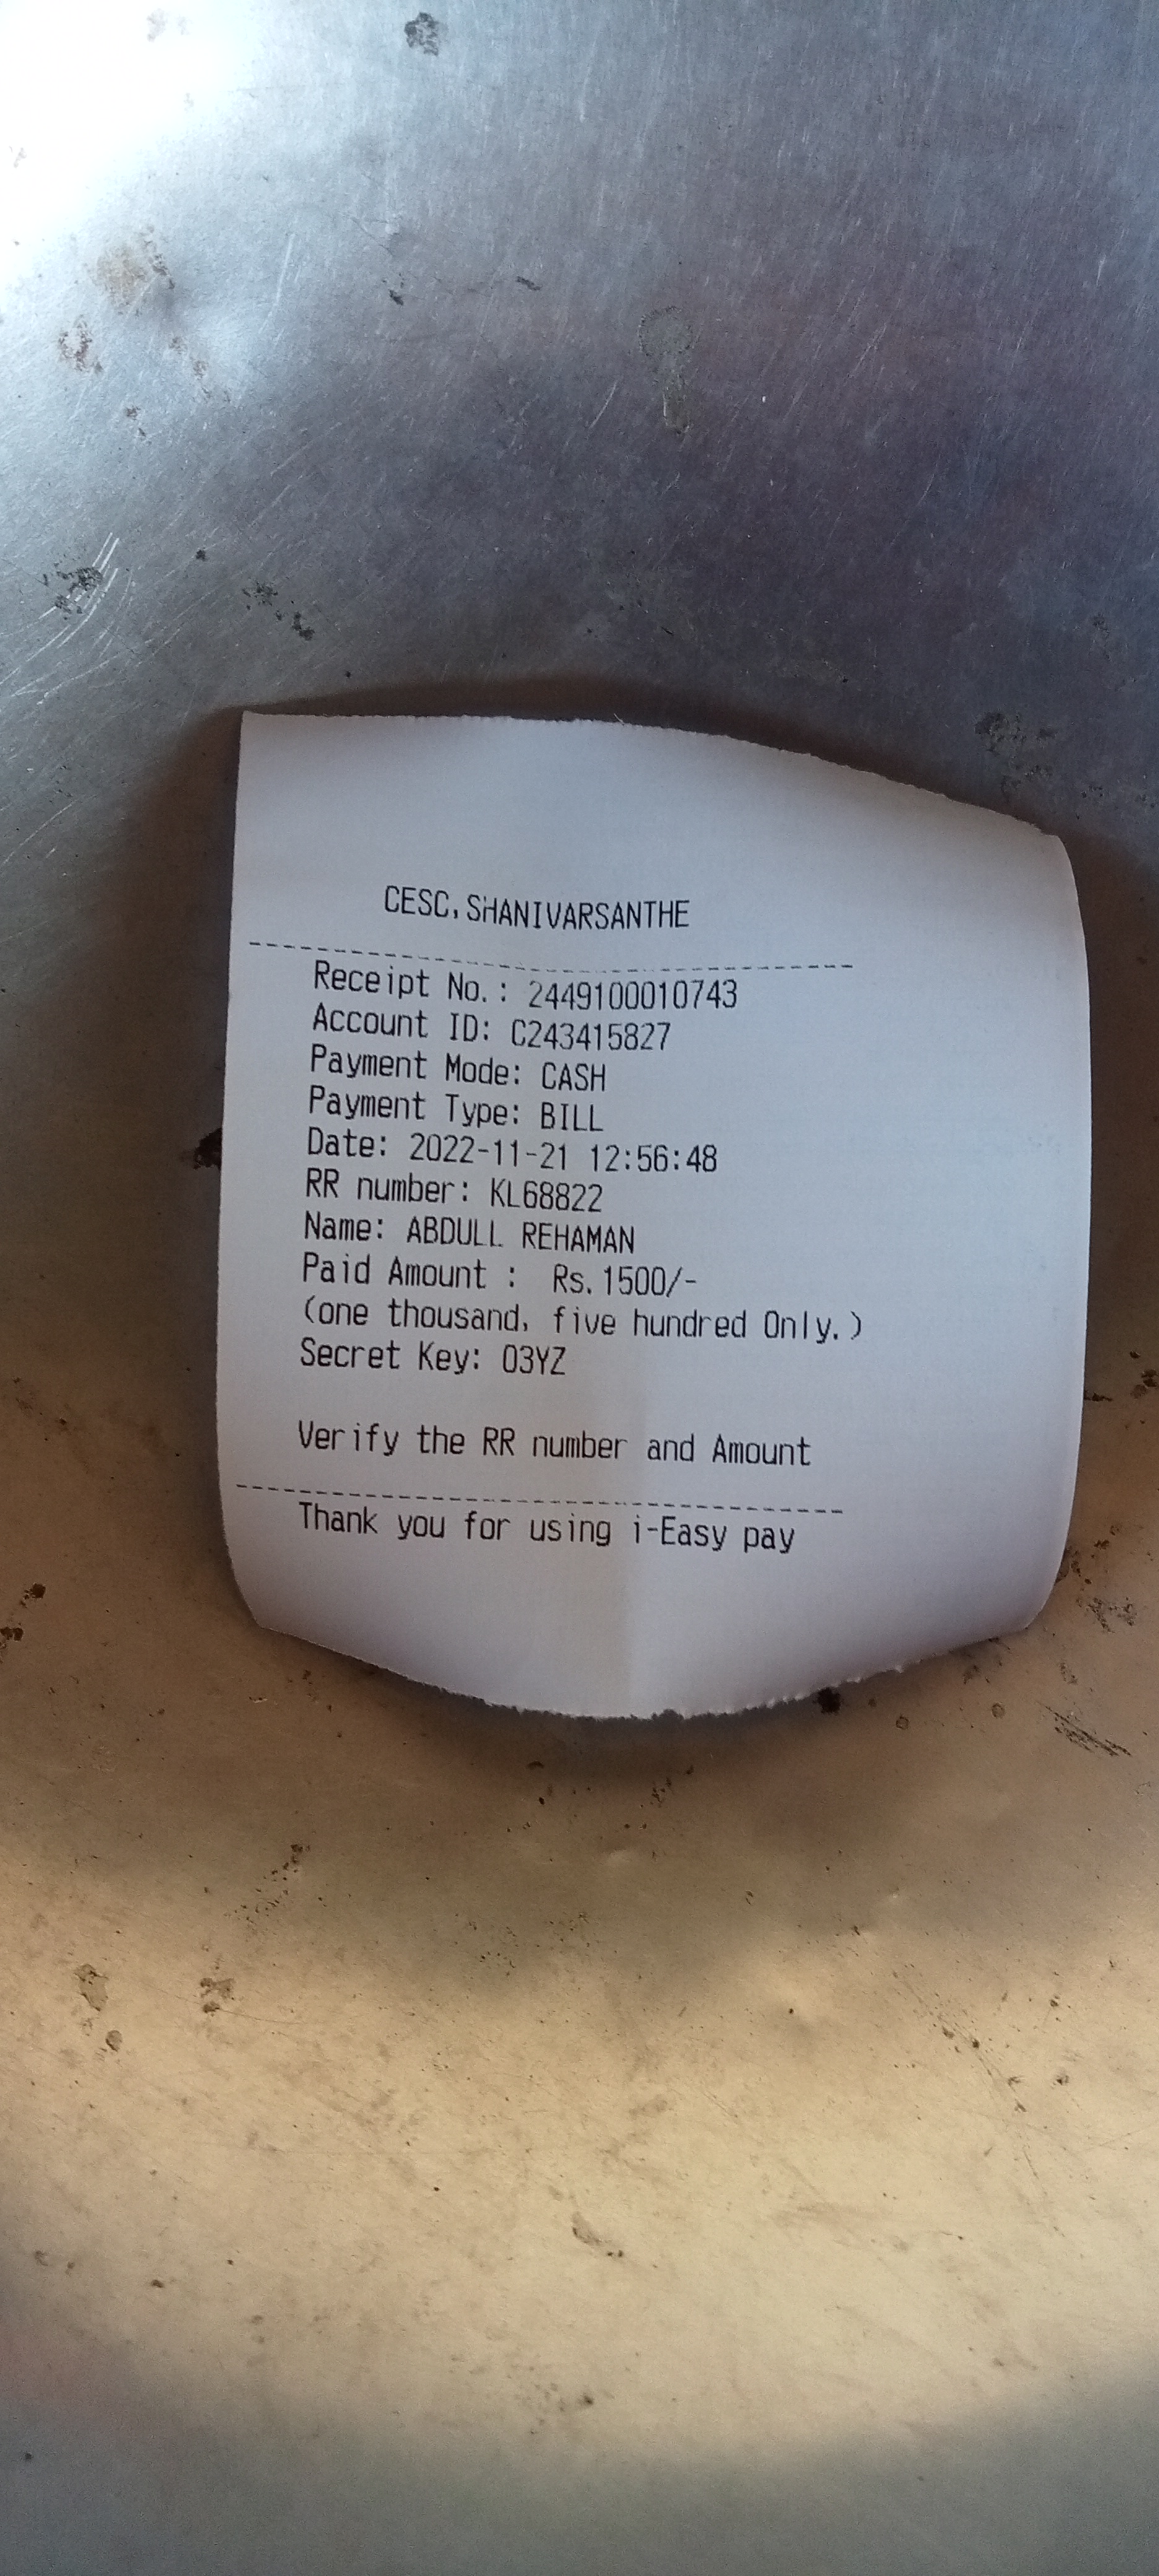 CESC,SHANIVARSANTHE
--------------------------------
Receipt No.: 2449100010743
Account ID: C243415827
Payment Mode: CASH
Payment Type: BILL
Date: 2022-11-21 12:56:48
RR number: KL68822
Name: ABDULL REHAMAN
Paid Amount :  Rs.1500/-
(one thousand, five hundred Only.)
Secret Key: 03YZ
Verify the RR number and Amount
--------------------------------
Thank you for using i-Easy pay